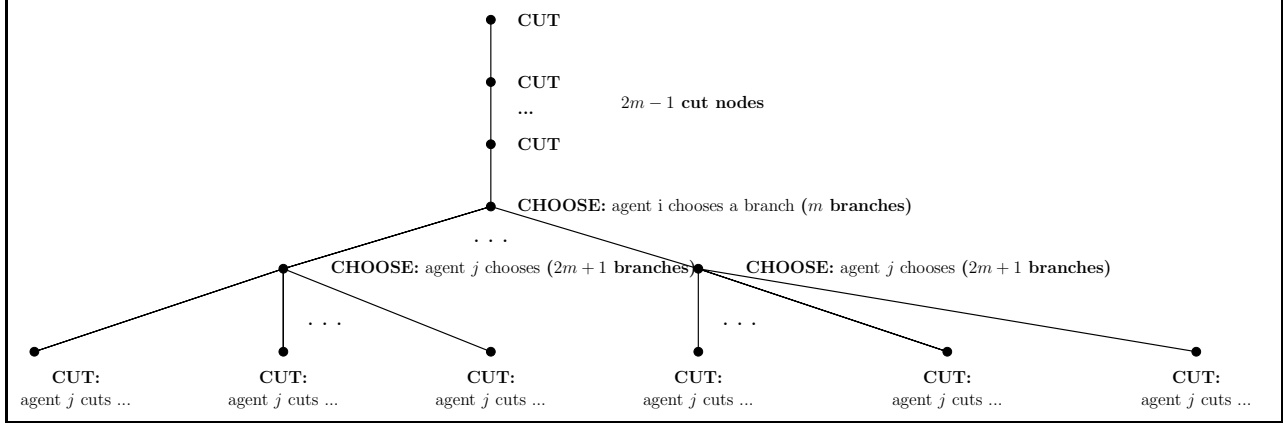 CUT
CUT
...
2m − 1 cut nodes
CUT
CHOOSE: agent i chooses a branch (m branches)
. . .
CHOOSE: agent j chooses (2m + 1 branches)
CHOOSE: agent j chooses (2m + 1 branches)
. . .
. . .
CUT:
agent j cuts ...
CUT:
agent j cuts ...
CUT:
agent j cuts ...
CUT:
agent j cuts ...
CUT:
agent j cuts ...
CUT:
agent j cuts ...